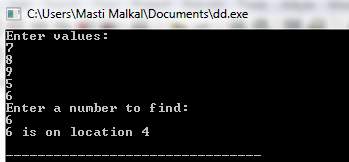 C:\Users\Masti Malkal\Documents\dd.exe
Enter values:
7
8
9
5
6
Enter a number to find:
6
6 is on location 4
--------------------------------